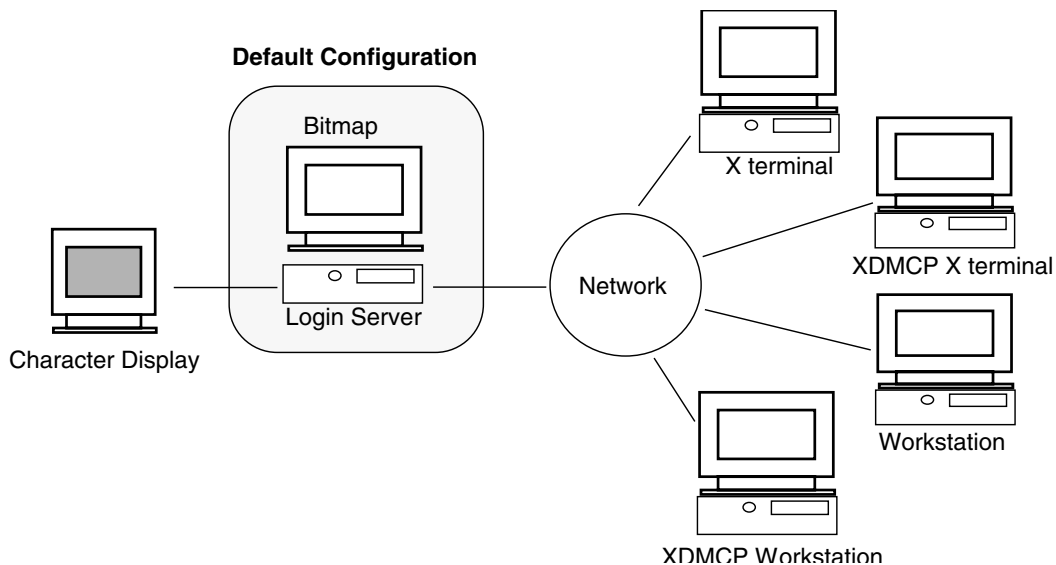 Default Configuration
Bitmap
Login Server
Character Display
Network
X terminal
XDMCP X terminal
Workstation
XDMCP Workstation